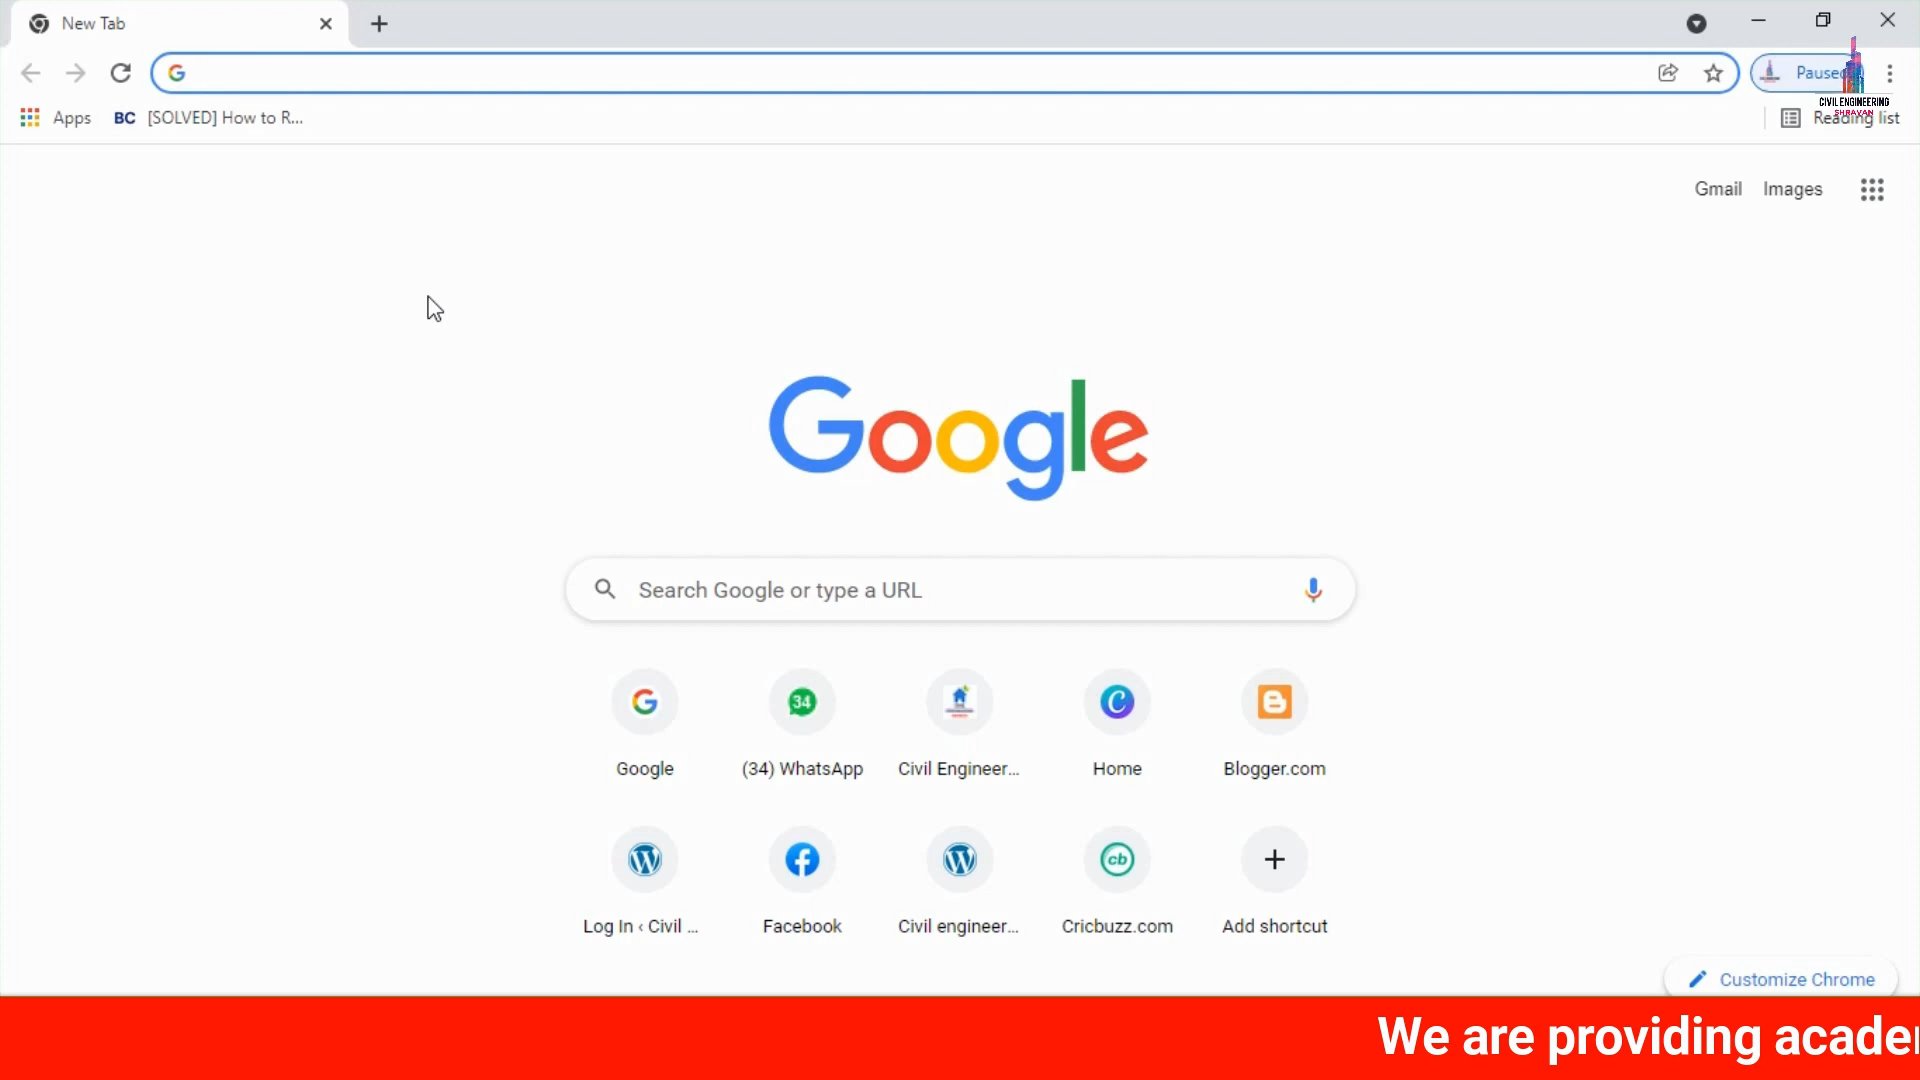 New Tab
Paused
Apps BC [SOLVED] How to R...
CIVIL ENGINEERING
SHRAVAN
Reading list
Gmail Images
Google
Search Google or type a URL
34
Google (34) WhatsApp Civil Engineer... Home Blogger.com
cb
Log In ‹ Civil ... Facebook Civil engineer... Cricbuzz.com Add shortcut
Customize Chrome
We are providing acade